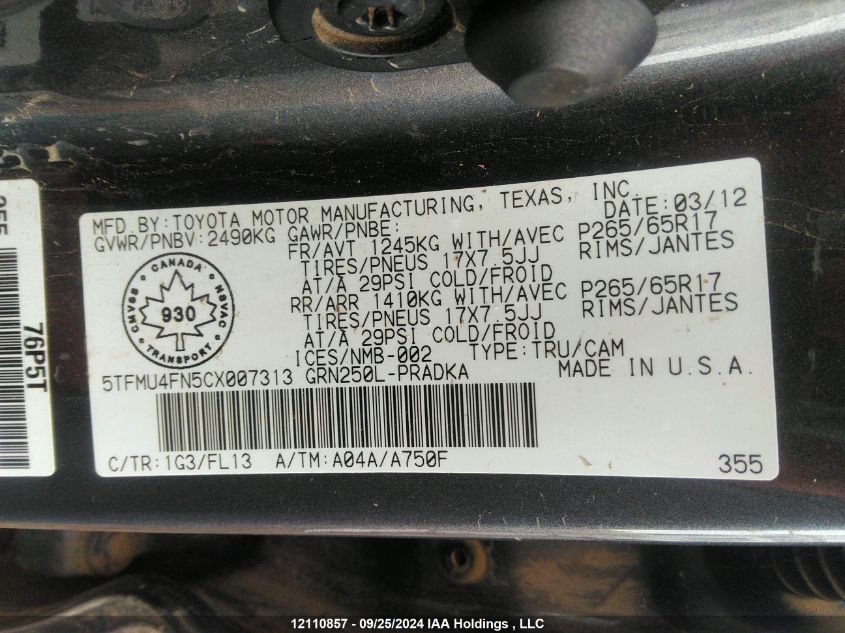 MFD.BY:TOYOTA MOTOR MANUFACTURING, TEXAS, INC.
DATE:03/12
GVWR/PNBV:2490KG GAWR/PNBE:
FR/AVT 1245KG WITH/AVEC P265/65R17
TIRES/PNEUS 17X7.5JJ RIMS/JANTES
AT/A 29PSI COLD/FROID
RR/ARR 1410KG WITH/AVEC P265/65R17
TIRES/PNEUS 17X7.5JJ RIMS/JANTES
AT/A 29PSI COLD/FROID
ICES/NMB-002 TYPE:TRU/CAM
CANADA
CMVSS 930 NSVAC
TRANSPORT
5TFMU4FN5CX007313 GRN250L-PRADKA MADE IN U.S.A.
C/TR:1G3/FL13 A/TM:A04A/A750F 355
355
76P5T
12110857 - 09/25/2024 IAA Holdings , LLC